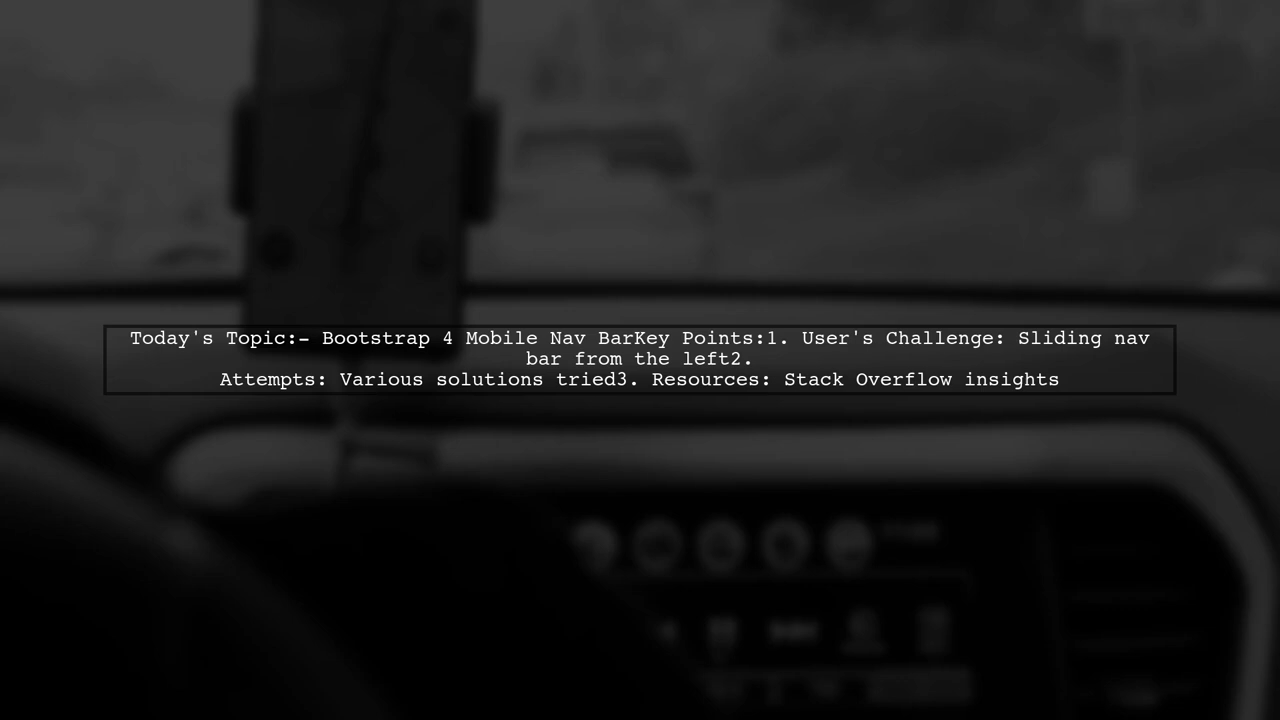 Today's Topic:- Bootstrap 4 Mobile Nav BarKey Points:1. User's Challenge: Sliding nav
bar from the left2.
Attempts: Various solutions tried3. Resources: Stack Overflow insights